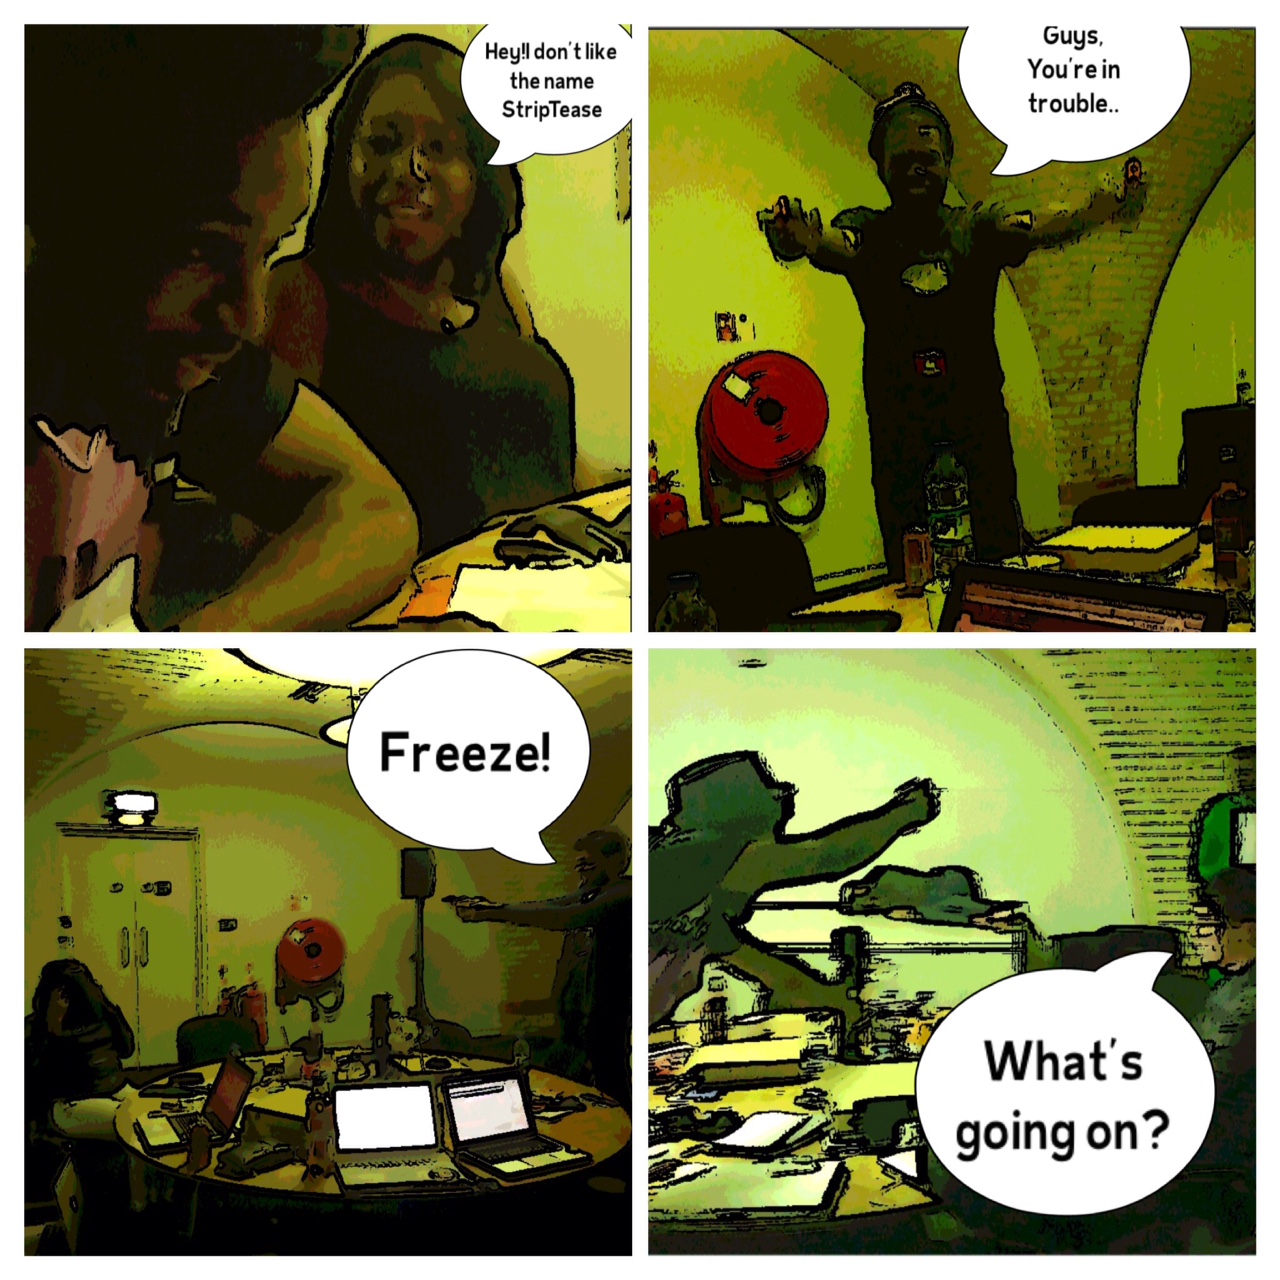 Hey!I don't like
the name
StripTease
Guys,
You're in
trouble..
Freeze!
What's
going on?